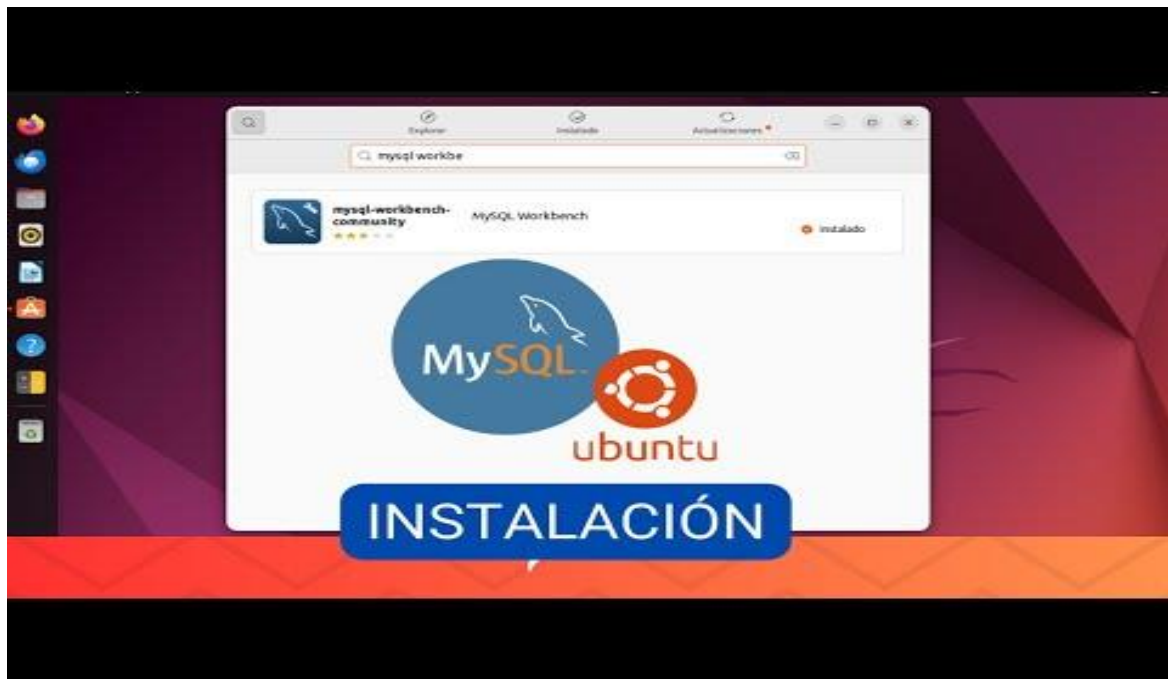 Explorar
Instalado
Actualizaciones
mysql workbe
mysql-workbench-
community
MySQL Workbench
Instalado
MySQL
ubuntu
INSTALACIÓN